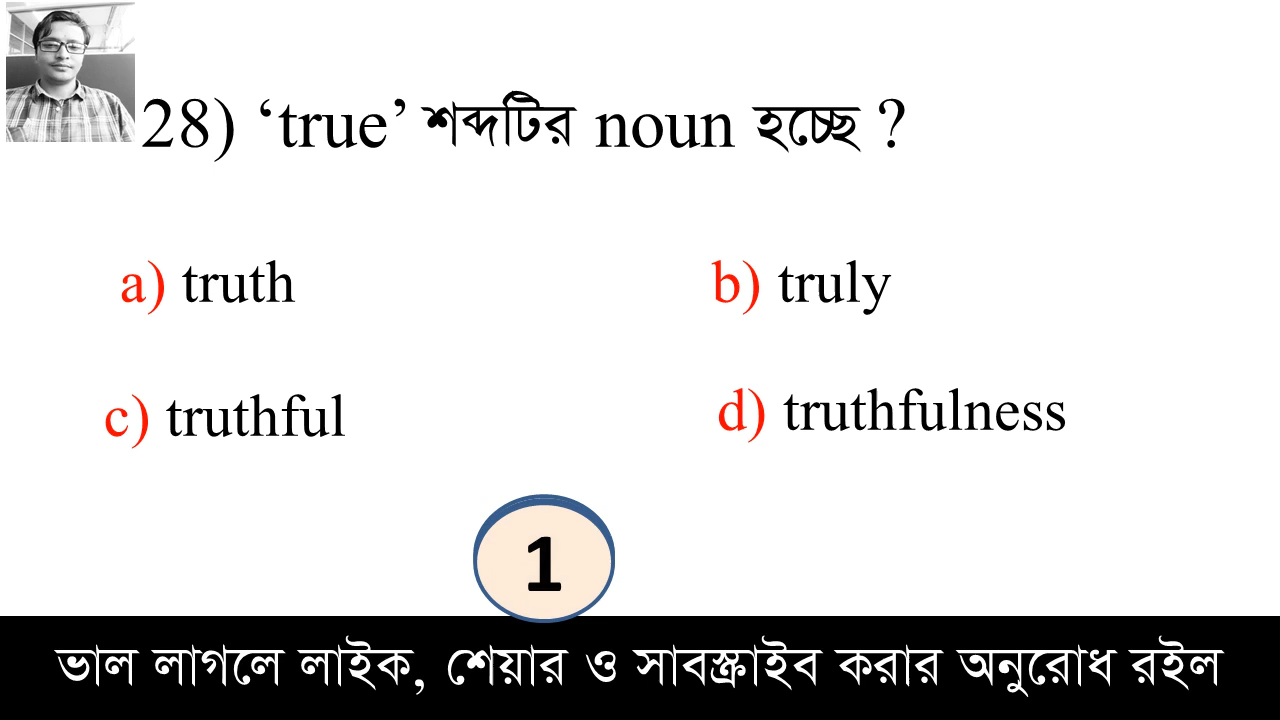 28) ‘true’ শব্দটির noun হচ্ছে ?
a) truth b) truly
c) truthful d) truthfulness
1
ভাল লাগলে লাইক, শেয়ার ও সাবস্ক্রাইব করার অনুরোধ রইল